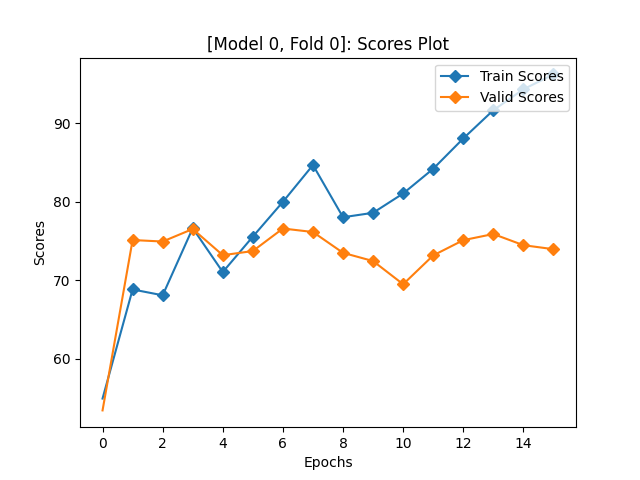 [Model 0, Fold 0]: Scores Plot
Train Scores
Valid Scores
Scores
90
80
70
60
0 2 4 6 8 10 12 14
Epochs